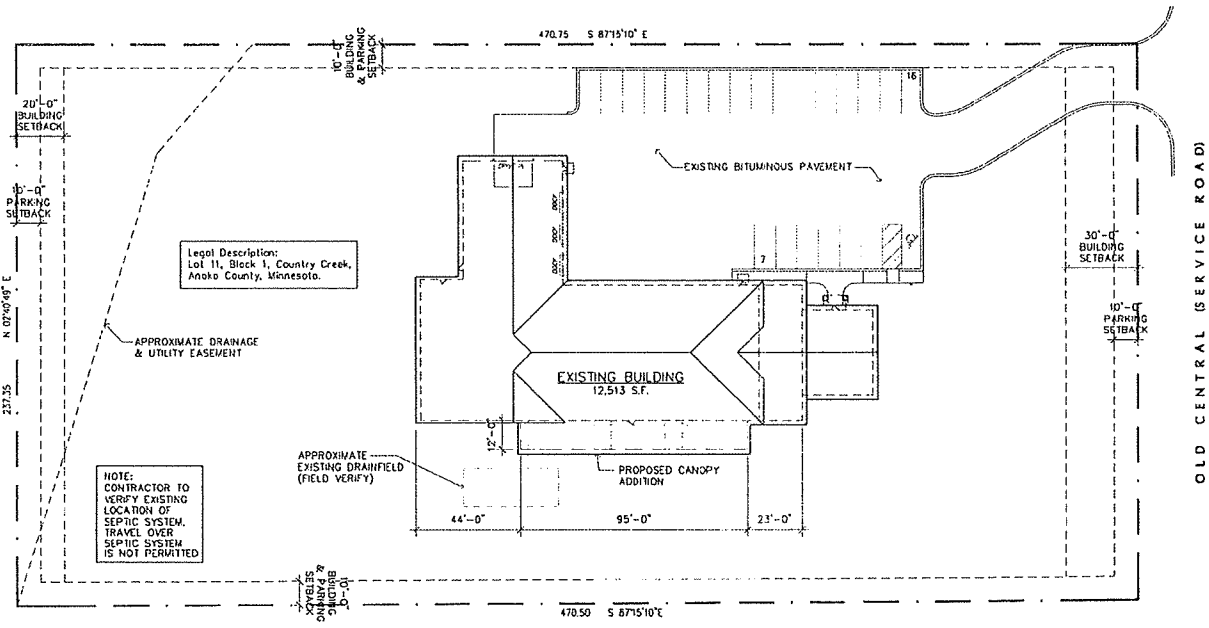 470.75 S 87°15'10" E
10'-0"
BUILDING
& PARKING
SETBACK
20'-0"
BUILDING
SETBACK
10'-0"
PARKING
SETBACK
16
EXISTING BITUMINOUS PAVEMENT
Legal Description:
Lot 11, Block 1, Country Creek,
Anoka County, Minnesota.
DOCK
DOCK
DOCK
7
30'-0"
BUILDING
SETBACK
10'-0"
PARKING
SETBACK
OLD CENTRAL (SERVICE ROAD)
N 02°40'49" E
237.35
APPROXIMATE DRAINAGE
& UTILITY EASEMENT
EXISTING BUILDING
12,513 S.F.
12'-0"
APPROXIMATE
EXISTING DRAINFIELD
(FIELD VERIFY)
PROPOSED CANOPY
ADDITION
NOTE:
CONTRACTOR TO
VERIFY EXISTING
LOCATION OF
SEPTIC SYSTEM.
TRAVEL OVER
SEPTIC SYSTEM
IS NOT PERMITTED
44'-0"
95'-0"
23'-0"
10'-0"
BUILDING
& PARKING
SETBACK
470.50 S 87°15'10"E